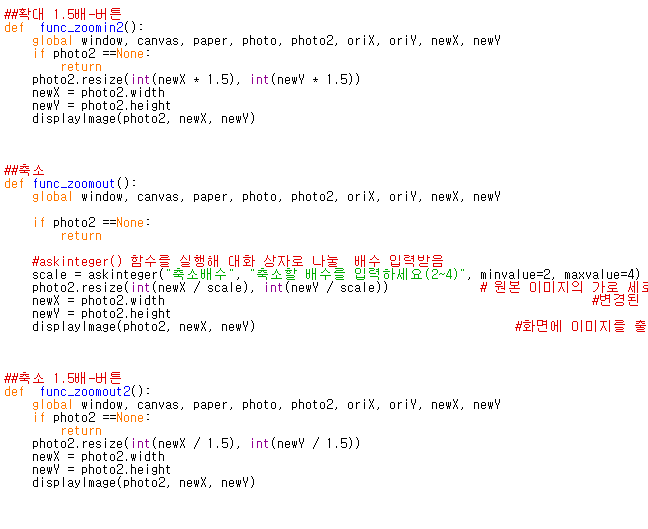 ##확대 1.5배-버튼
def  func_zoomin2():
    global window, canvas, paper, photo, photo2, oriX, oriY, newX, newY
    if photo2 ==None:
        return
    photo2.resize(int(newX * 1.5), int(newY * 1.5))
    newX = photo2.width
    newY = photo2.height
    displayImage(photo2, newX, newY)
##축소
def func_zoomout():
    global window, canvas, paper, photo, photo2, oriX, oriY, newX, newY
    if photo2 ==None:
        return
    #askinteger() 함수를 실행해 대화 상자로 나눌  배수 입력받음
    scale = askinteger("축소배수", "축소할 배수를 입력하세요(2~4)", minvalue=2, maxvalue=4)
    photo2.resize(int(newX / scale), int(newY / scale))             # 원본 이미지의 가로 세로
    newX = photo2.width                                                             #변경된
    newY = photo2.height
    displayImage(photo2, newX, newY)                                     #화면에 이미지를 출
##축소 1.5배-버튼
def  func_zoomout2():
    global window, canvas, paper, photo, photo2, oriX, oriY, newX, newY
    if photo2 ==None:
        return
    photo2.resize(int(newX / 1.5), int(newY / 1.5))
    newX = photo2.width
    newY = photo2.height
    displayImage(photo2, newX, newY)